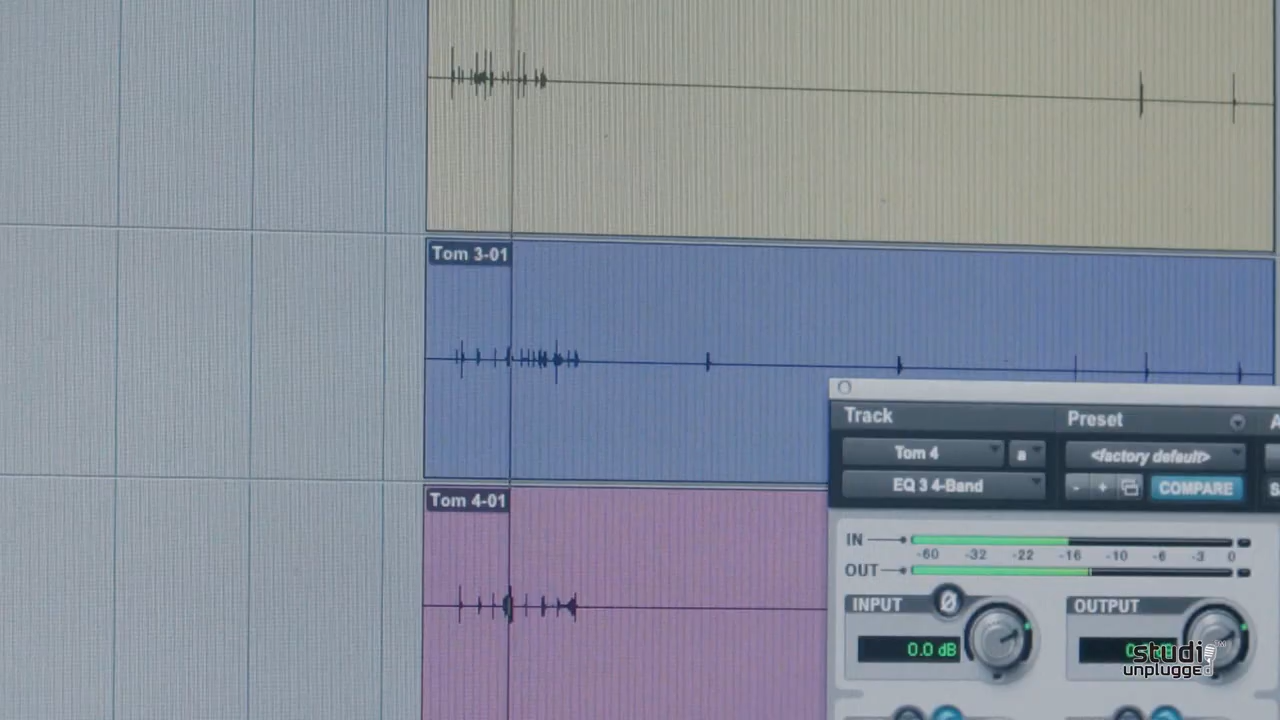 Tom 3-01
Track
Preset
Tom 4
a
<factory default>
EQ 3 4-Band
- +
COMPARE
Tom 4-01
IN
-60 -32 -22 -16 -10 -6 -3 0
OUT
INPUT
Ø
OUTPUT
0.0 dB
studi
unplugged